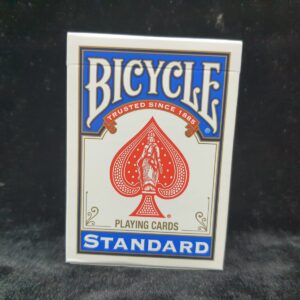 BICYCLE
TRUSTED SINCE 1885
®
®
PLAYING CARDS
STANDARD